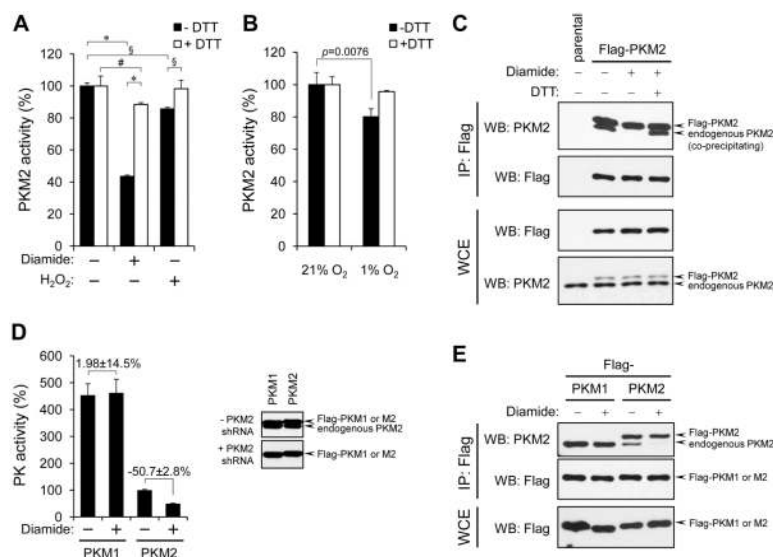 A
■ - DTT
□ + DTT
* § # * §
PKM2 activity (%)
120
100
80
60
40
20
0
Diamide: – + –
H₂O₂: – – +
B
■ -DTT
□ +DTT
p=0.0076
PKM2 activity (%)
120
100
80
60
40
20
0
21% O₂ 1% O₂
C
parental
Flag-PKM2
Diamide: – – + +
DTT: – – – +
IP: Flag
WB: PKM2
Flag-PKM2
endogenous PKM2
(co-precipitating)
WB: Flag
WCE
WB: Flag
WB: PKM2
Flag-PKM2
endogenous PKM2
D
PK activity (%)
600
500
400
300
200
100
0
1.98±14.5%
-50.7±2.8%
Diamide: – + – +
PKM1 PKM2
PKM1 PKM2
- PKM2
shRNA
Flag-PKM1 or M2
endogenous PKM2
+ PKM2
shRNA
Flag-PKM1 or M2
E
Flag-
PKM1 PKM2
Diamide: – + – +
IP: Flag
WB: PKM2
Flag-PKM2
endogenous PKM2
WB: Flag
Flag-PKM1 or M2
WCE
WB: Flag
Flag-PKM1 or M2